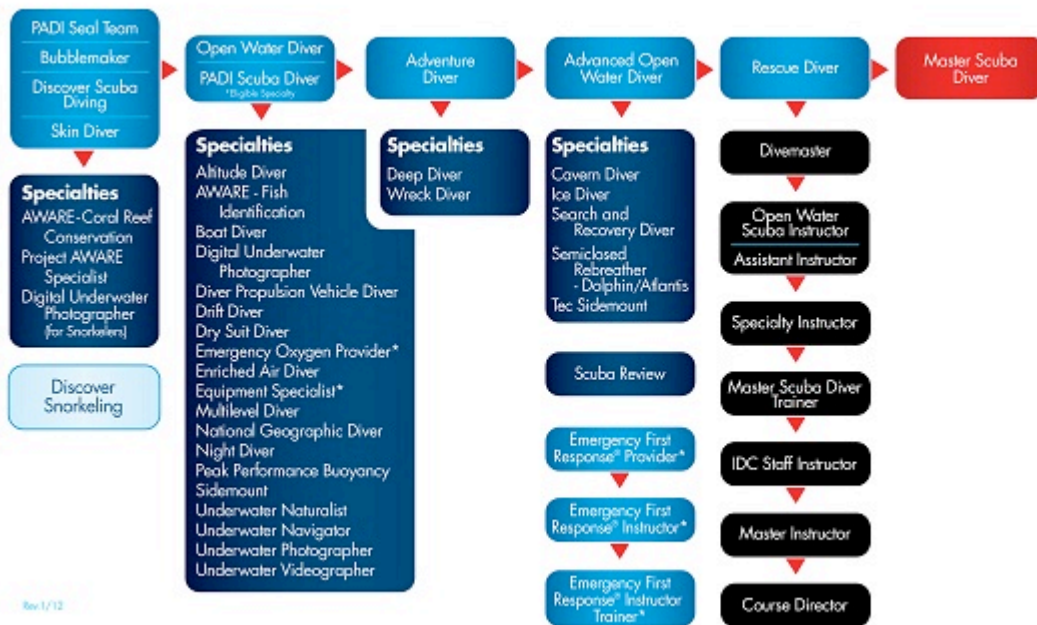 PADI Seal Team
Bubblemaker
Discover Scuba
Diving
Skin Diver
Specialties
AWARE-Coral Reef
Conservation
Project AWARE
Specialist
Digital Underwater
Photographer
(for Snorkelers)
Discover
Snorkeling
Open Water Diver
PADI Scuba Diver
*Eligible Specialty
Specialties
Altitude Diver
AWARE - Fish
Identification
Boat Diver
Digital Underwater
Photographer
Diver Propulsion Vehicle Diver
Drift Diver
Dry Suit Diver
Emergency Oxygen Provider*
Enriched Air Diver
Equipment Specialist*
Multilevel Diver
National Geographic Diver
Night Diver
Peak Performance Buoyancy
Sidemount
Underwater Naturalist
Underwater Navigator
Underwater Photographer
Underwater Videographer
Adventure
Diver
Specialties
Deep Diver
Wreck Diver
Advanced Open
Water Diver
Specialties
Cavern Diver
Ice Diver
Search and
Recovery Diver
Semiclosed
Rebreather
- Dolphin/Atlantis
Tec Sidemount
Scuba Review
Emergency First
Response® Provider*
Emergency First
Response® Instructor*
Emergency First
Response® Instructor
Trainer*
Rescue Diver
Divemaster
Open Water
Scuba Instructor
Assistant Instructor
Specialty Instructor
Master Scuba Diver
Trainer
IDC Staff Instructor
Master Instructor
Course Director
Master Scuba
Diver
Rev.1/12